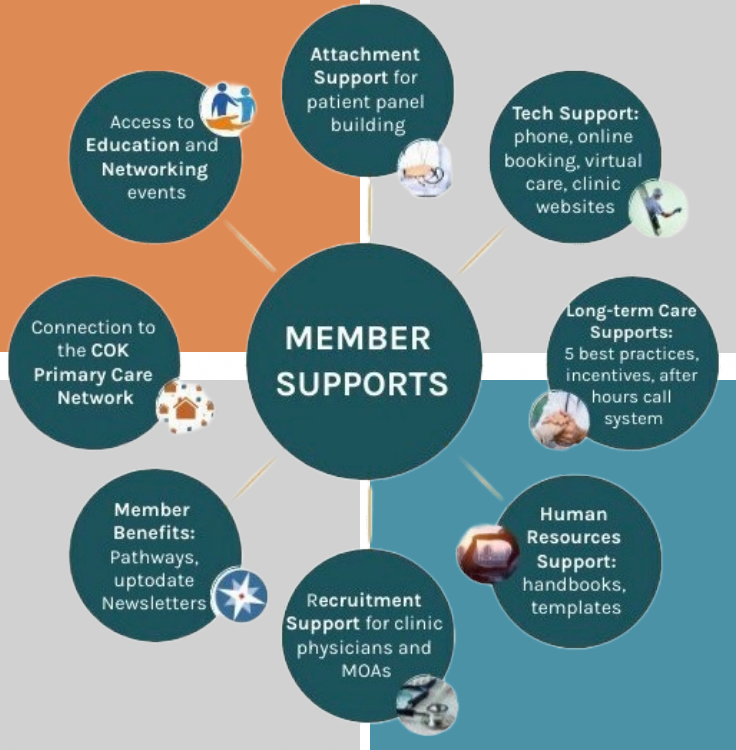 Attachment
Support for
patient panel
building
Tech Support:
phone, online
booking, virtual
care, clinic
websites
Long-term Care
Supports:
5 best practices,
incentives, after
hours call
system
Human
Resources
Support:
handbooks,
templates
Recruitment
Support for clinic
physicians and
MOAs
Member
Benefits:
Pathways,
uptodate
Newsletters
Connection to
the COK
Primary Care
Network
Access to
Education and
Networking
events
MEMBER
SUPPORTS